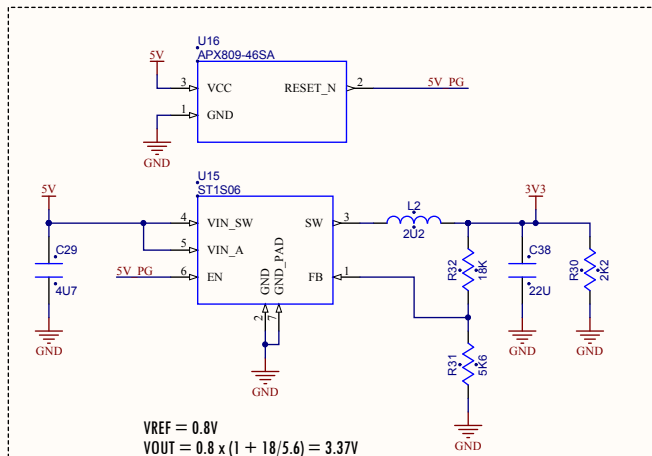 U16
APX809-46SA
5V
3 VCC RESET_N 2 5V_PG
1 GND
GND
U15
ST1S06
5V
3V3
4 VIN_SW SW 3
L2
2U2
5 VIN_A
C29
4U7
5V_PG 6 EN
FB 1
GND
GND_PAD
2
7
R32
18K
C38
22U
R30
2K2
R31
5K6
GND
GND
GND
GND
GND
VREF = 0.8V
VOUT = 0.8 x (1 + 18/5.6) = 3.37V